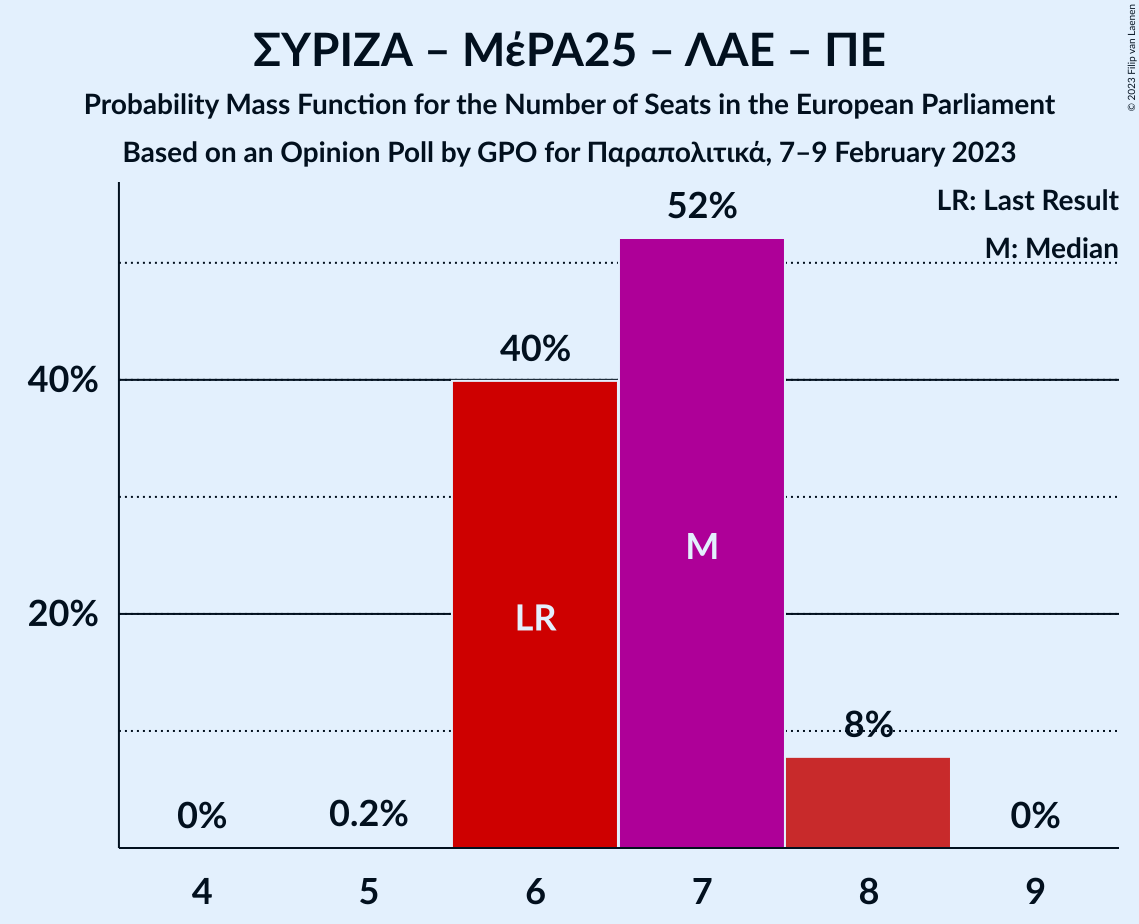 ΣΥΡΙΖΑ – ΜέΡΑ25 – ΛΑΕ – ΠΕ
Probability Mass Function for the Number of Seats in the European Parliament
Based on an Opinion Poll by GPO for Παραπολιτικά, 7–9 February 2023
© 2023 Filip van Laenen
LR: Last Result
M: Median
52%
40%
40%
20%
LR
M
8%
0%
0.2%
0%
4 5 6 7 8 9